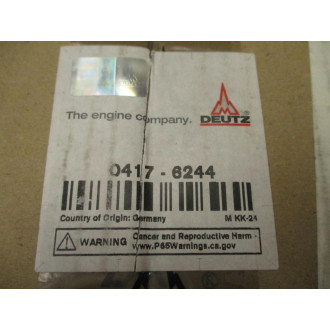 The engine company. DEUTZ
0417 - 6244
Country of Origin: Germany M KK-24
WARNING Cancer and Reproductive Harm -
www.P65Warnings.ca.gov